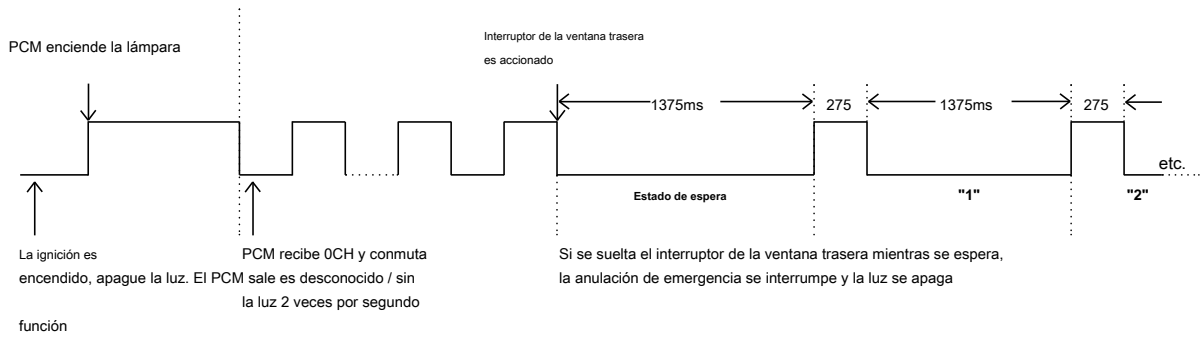 PCM enciende la lámpara
Interruptor de la ventana trasera
es accionado
1375ms
275
1375ms
275
etc.
Estado de espera
"1"
"2"
La ignición es
PCM recibe 0CH y conmuta
encendido, apague la luz. El PCM sale es desconocido / sin
la luz 2 veces por segundo
función
Si se suelta el interruptor de la ventana trasera mientras se espera,
la anulación de emergencia se interrumpe y la luz se apaga